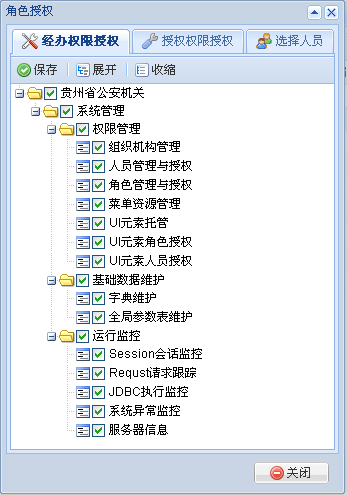 角色授权
经办权限授权 授权权限授权 选择人员
保存 展开 收缩
贵州省公安机关
系统管理
权限管理
组织机构管理
人员管理与授权
角色管理与授权
菜单资源管理
UI元素托管
UI元素角色授权
UI元素人员授权
基础数据维护
字典维护
全局参数表维护
运行监控
Session会话监控
Requst请求跟踪
JDBC执行监控
系统异常监控
服务器信息
关闭